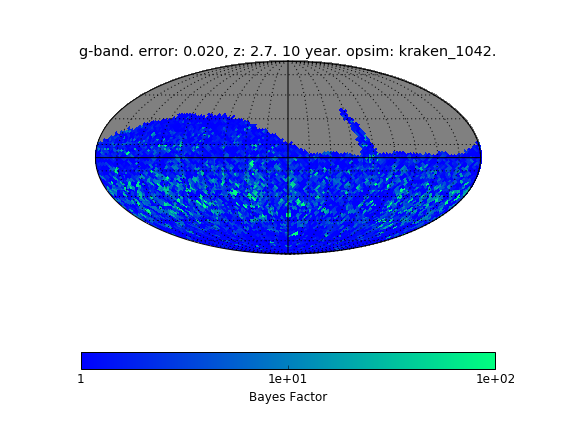 g-band. error: 0.020, z: 2.7. 10 year. opsim: kraken_1042.
1 1e+01 1e+02
Bayes Factor